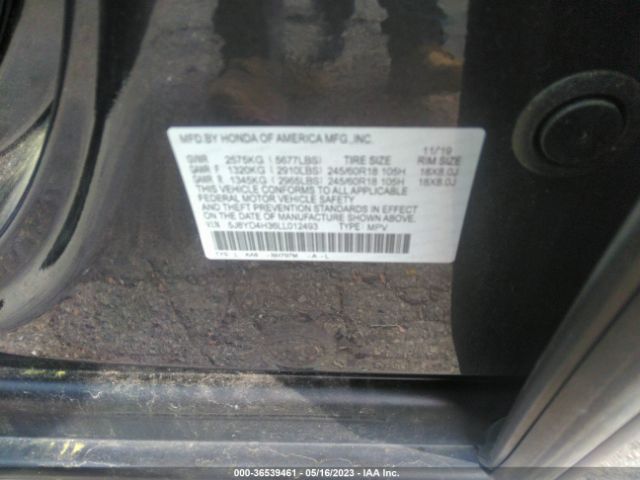 MFD. BY HONDA OF AMERICA MFG., INC. 11/19
GVWR 2575KG ( 5677LBS) TIRE SIZE RIM SIZE
GAWR F 1320KG ( 2910LBS) 245/60R18 105H 18X8.0J
GAWR R 1345KG ( 2965LBS) 245/60R18 105H 18X8.0J
THIS VEHICLE CONFORMS TO ALL APPLICABLE
FEDERAL MOTOR VEHICLE SAFETY AND THEFT PREVENTION STANDARDS
IN EFFECT ON THE DATE OF MANUFACTURE SHOWN ABOVE.
V.I.N. 5J8YD4H36LL012493 TYPE: MPV
000-36539461 - 05/16/2023 - IAA Inc.